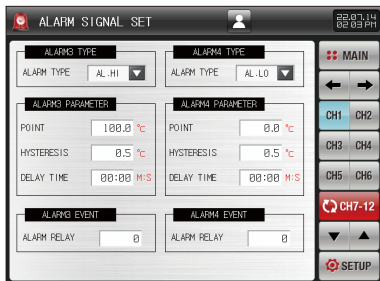 ALARM SIGNAL SET
22.07.14
02:03 PM
ALARM3 TYPE
ALARM TYPE AL.HI
ALARM4 TYPE
ALARM TYPE AL.LO
ALARM3 PARAMETER
POINT 100.0 ℃
HYSTERESIS 0.5 ℃
DELAY TIME 00:00 M:S
ALARM4 PARAMETER
POINT 0.0 ℃
HYSTERESIS 0.5 ℃
DELAY TIME 00:00 M:S
ALARM3 EVENT
ALARM RELAY 0
ALARM4 EVENT
ALARM RELAY 0
MAIN
CH1 CH2
CH3 CH4
CH5 CH6
CH7-12
SETUP